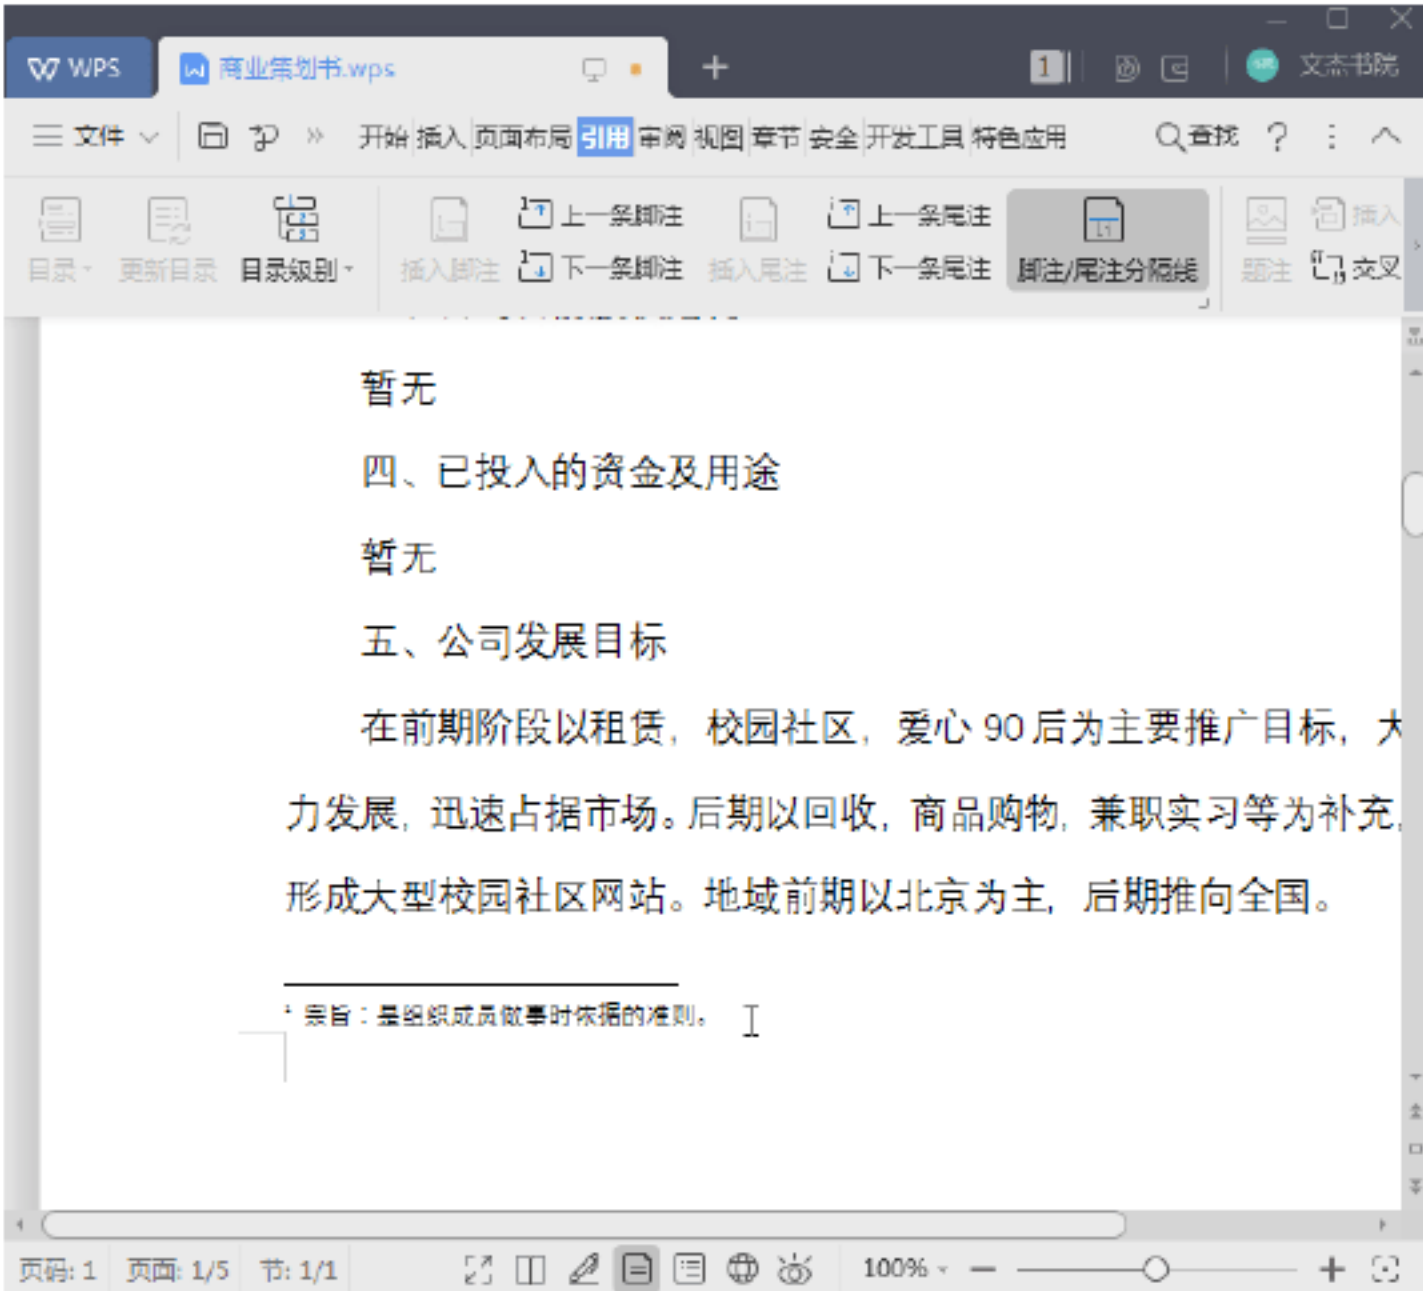 WPS 商业策划书.wps + 1 文杰书院
文件 开始 插入 页面布局 引用 审阅 视图 章节 安全 开发工具 特色应用 查找 ?
上一条脚注 上一条尾注 插入
目录 更新目录 目录级别 插入脚注 下一条脚注 插入尾注 下一条尾注 脚注/尾注分隔线 题注 交叉
暂无
四、已投入的资金及用途
暂无
五、公司发展目标
在前期阶段以租赁，校园社区，爱心 90 后为主要推广目标，大
力发展，迅速占据市场。后期以回收，商品购物，兼职实习等为补充，
形成大型校园社区网站。地域前期以北京为主，后期推向全国。
¹ 宗旨：是组织成员做事时依据的准则。
页码: 1 页面: 1/5 节: 1/1 100%